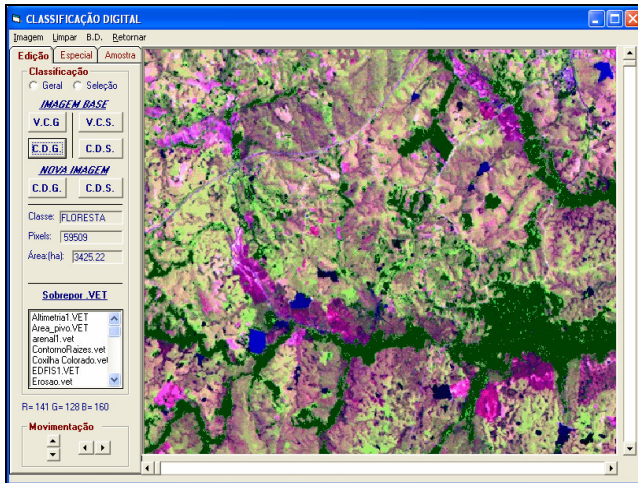 CLASSIFICAÇÃO DIGITAL
Imagem Limpar B.D. Retornar
Edição Especial Amostra
Classificação
Geral Seleção
IMAGEM BASE
V.C.G V.C.S.
C.D.G. C.D.S.
NOVA IMAGEM
C.D.G. C.D.S.
Classe: FLORESTA
Pixels: 59509
Área:(ha) 3425.22
Sobrepor .VET
Altimetria1.VET
Area_pivo.VET
arenal1.vet
ContornoRaizes.vet
Coxilha Colorado.vet
EDFIS1.VET
Erosao.vet
R= 141 G= 128 B= 160
Movimentação